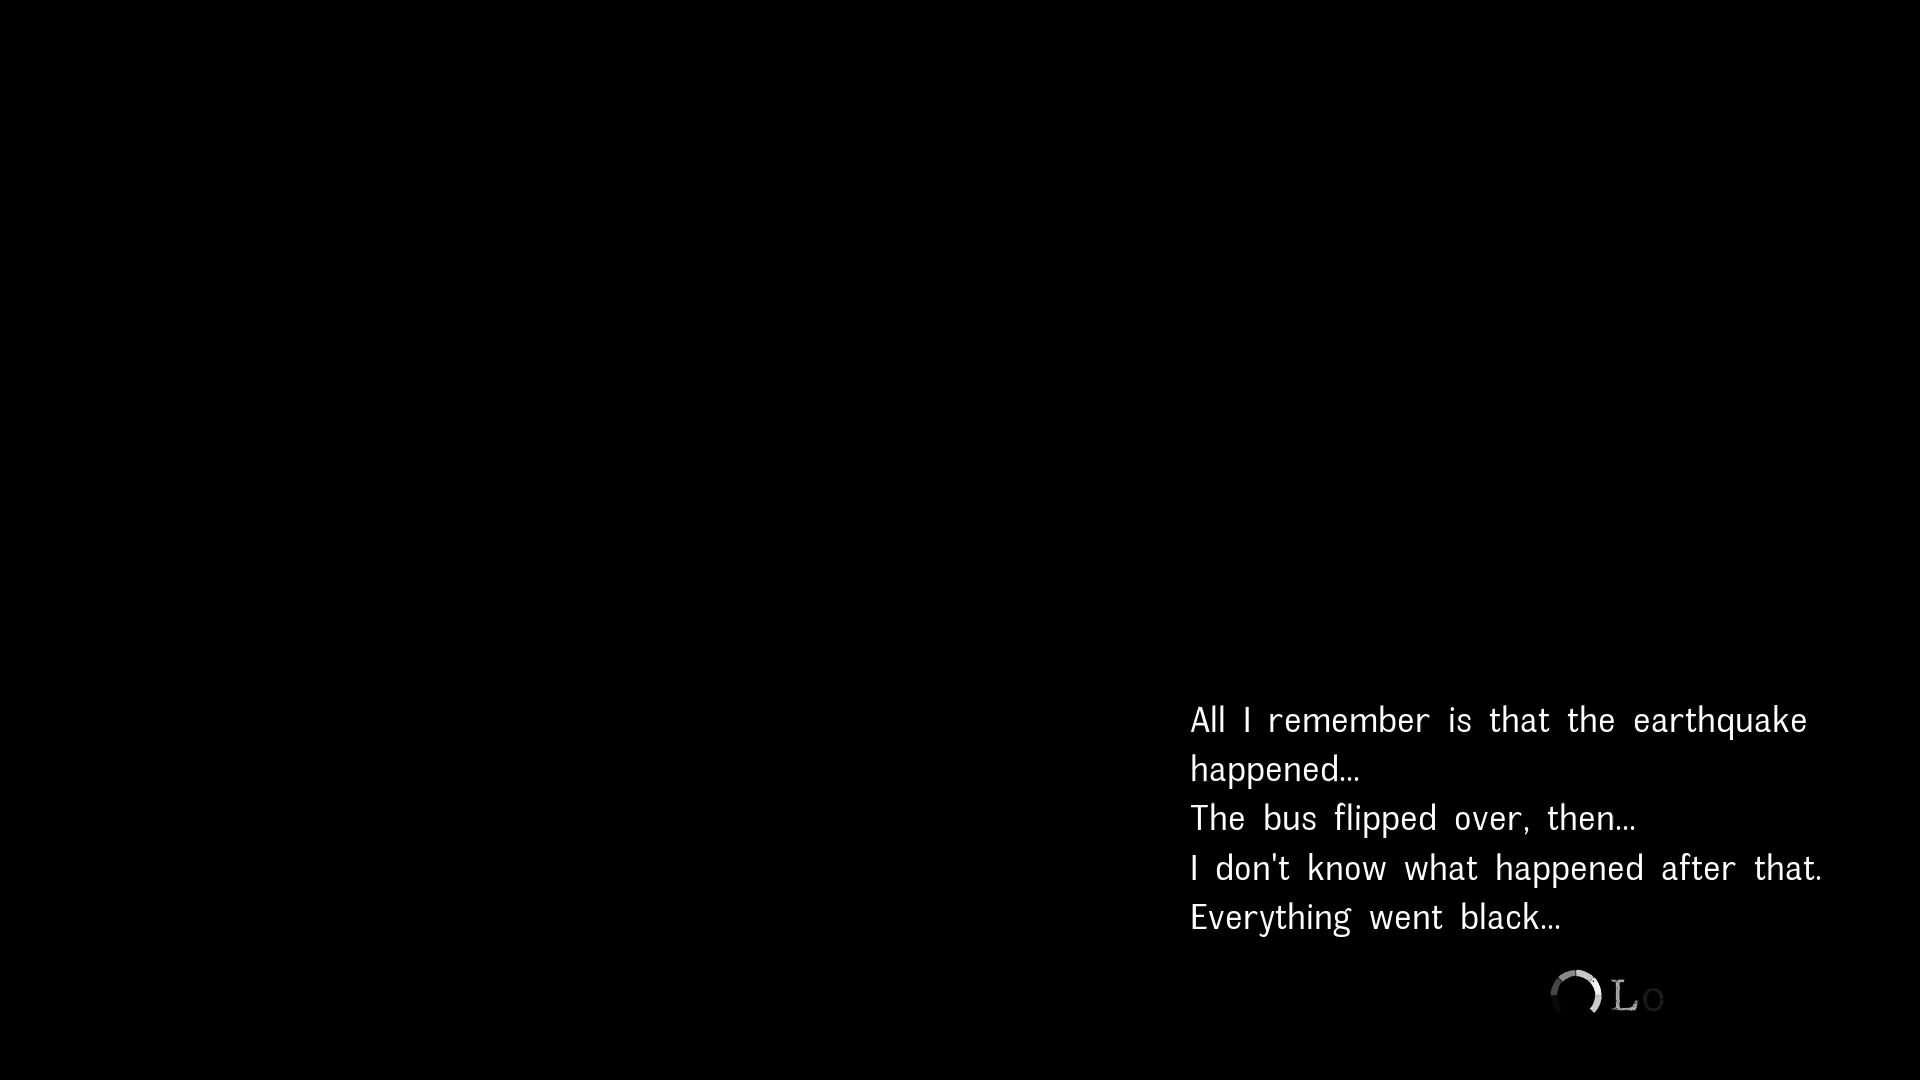 All I remember is that the earthquake
happened...
The bus flipped over, then...
I don't know what happened after that.
Everything went black...
Lo